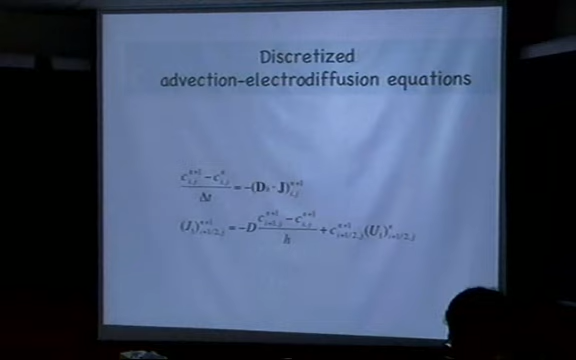 Discretized
advection-electrodiffusion equations
(c_{i,j}^{n+1} − c_{i,j}^{n}) / Δt = −(D_h · J)_{i,j}^{n+1}
(J_1)_{i+1/2,j}^{n+1} = −D (c_{i+1,j}^{n+1} − c_{i,j}^{n+1}) / h + c_{i+1/2,j}^{n+1} (U_1)_{i+1/2,j}^{n}